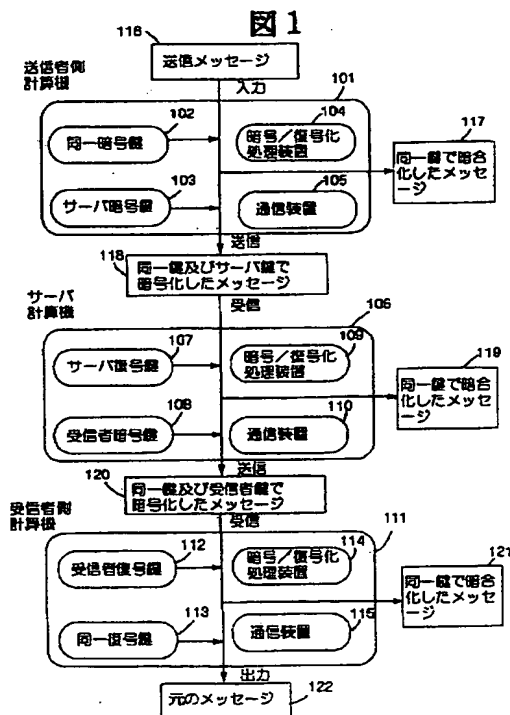 図1
116
送信メッセージ
送信者側
計算機
入力
101
102
同一暗号鍵
104
暗号/復号化
処理装置
117
同一鍵で暗合
化したメッ
セージ
103
サーバ暗号鍵
105
通信装置
送信
118
同一鍵及びサーバ鍵で
暗号化したメッセージ
受信
サーバ
計算機
106
107
サーバ復号鍵
109
暗号/復号化
処理装置
119
同一鍵で暗合
化したメッセ
ージ
108
受信者暗号鍵
110
通信装置
送信
120
同一鍵及び受信者鍵で
暗号化したメッセージ
受信
受信者側
計算機
111
112
受信者復号鍵
114
暗号/復号化
処理装置
121
同一鍵で暗合
化したメッセ
ージ
113
同一復号鍵
115
通信装置
出力
元のメッセージ
122